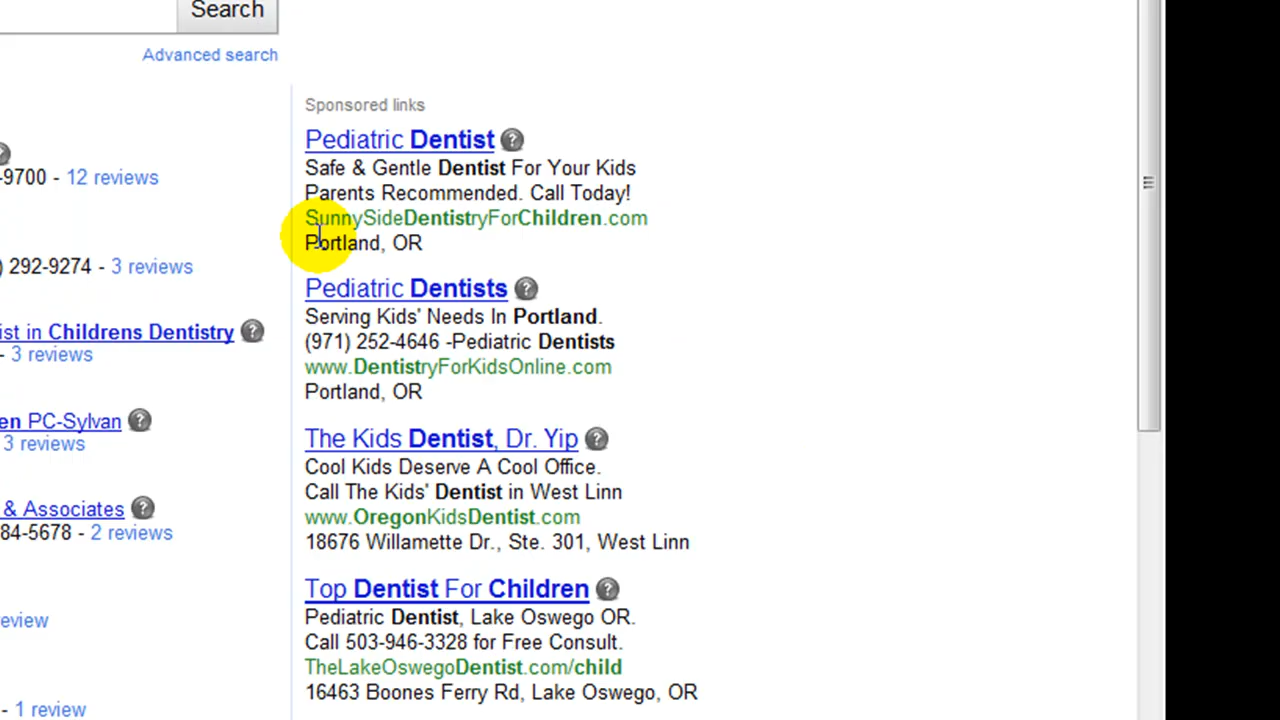 Search
Advanced search
-9700 - 12 reviews
) 292-9274 - 3 reviews
ist in Childrens Dentistry
- 3 reviews
en PC-Sylvan
3 reviews
& Associates
84-5678 - 2 reviews
eview
- 1 review
Sponsored links
Pediatric Dentist
Safe & Gentle Dentist For Your Kids
Parents Recommended. Call Today!
SunnySideDentistryForChildren.com
Portland, OR
Pediatric Dentists
Serving Kids' Needs In Portland.
(971) 252-4646 -Pediatric Dentists
www.DentistryForKidsOnline.com
Portland, OR
The Kids Dentist, Dr. Yip
Cool Kids Deserve A Cool Office.
Call The Kids' Dentist in West Linn
www.OregonKidsDentist.com
18676 Willamette Dr., Ste. 301, West Linn
Top Dentist For Children
Pediatric Dentist, Lake Oswego OR.
Call 503-946-3328 for Free Consult.
TheLakeOswegoDentist.com/child
16463 Boones Ferry Rd, Lake Oswego, OR